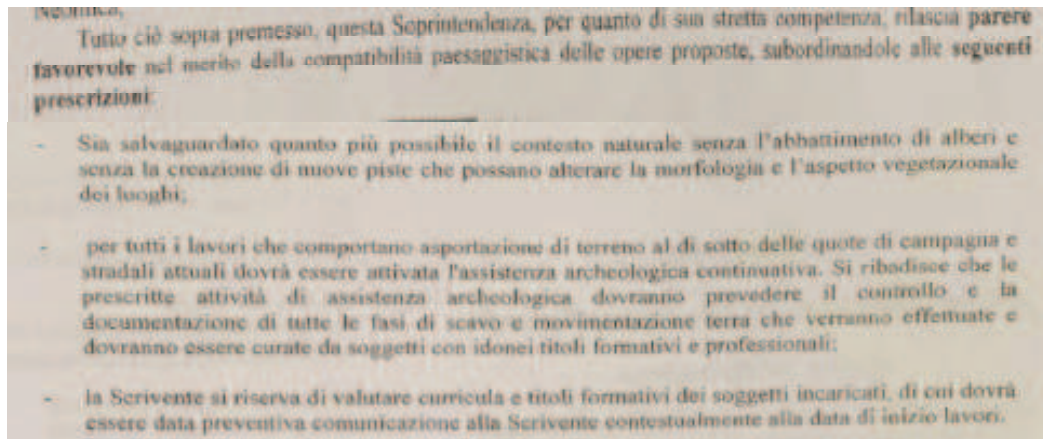 Neolitica.
Tutto ciò sopra premesso, questa Soprintendenza, per quanto di sua stretta competenza, rilascia parere
favorevole nel merito della compatibilità paesaggistica delle opere proposte, subordinandole alle seguenti
prescrizioni:
- Sia salvaguardato quanto più possibile il contesto naturale senza l'abbattimento di alberi e
senza la creazione di nuove piste che possano alterare la morfologia e l'aspetto vegetazionale
dei luoghi;
- per tutti i lavori che comportano asportazione di terreno al di sotto delle quote di campagna e
stradali attuali dovrà essere attivata l'assistenza archeologica continuativa. Si ribadisce che le
prescritte attività di assistenza archeologica dovranno prevedere il controllo e la
documentazione di tutte le fasi di scavo e movimentazione terra che verranno effettuate e
dovranno essere curate da soggetti con idonei titoli formativi e professionali;
- la Scrivente si riserva di valutare curricula e titoli formativi dei soggetti incaricati, di cui dovrà
essere data preventiva comunicazione alla Scrivente contestualmente alla data di inizio lavori.